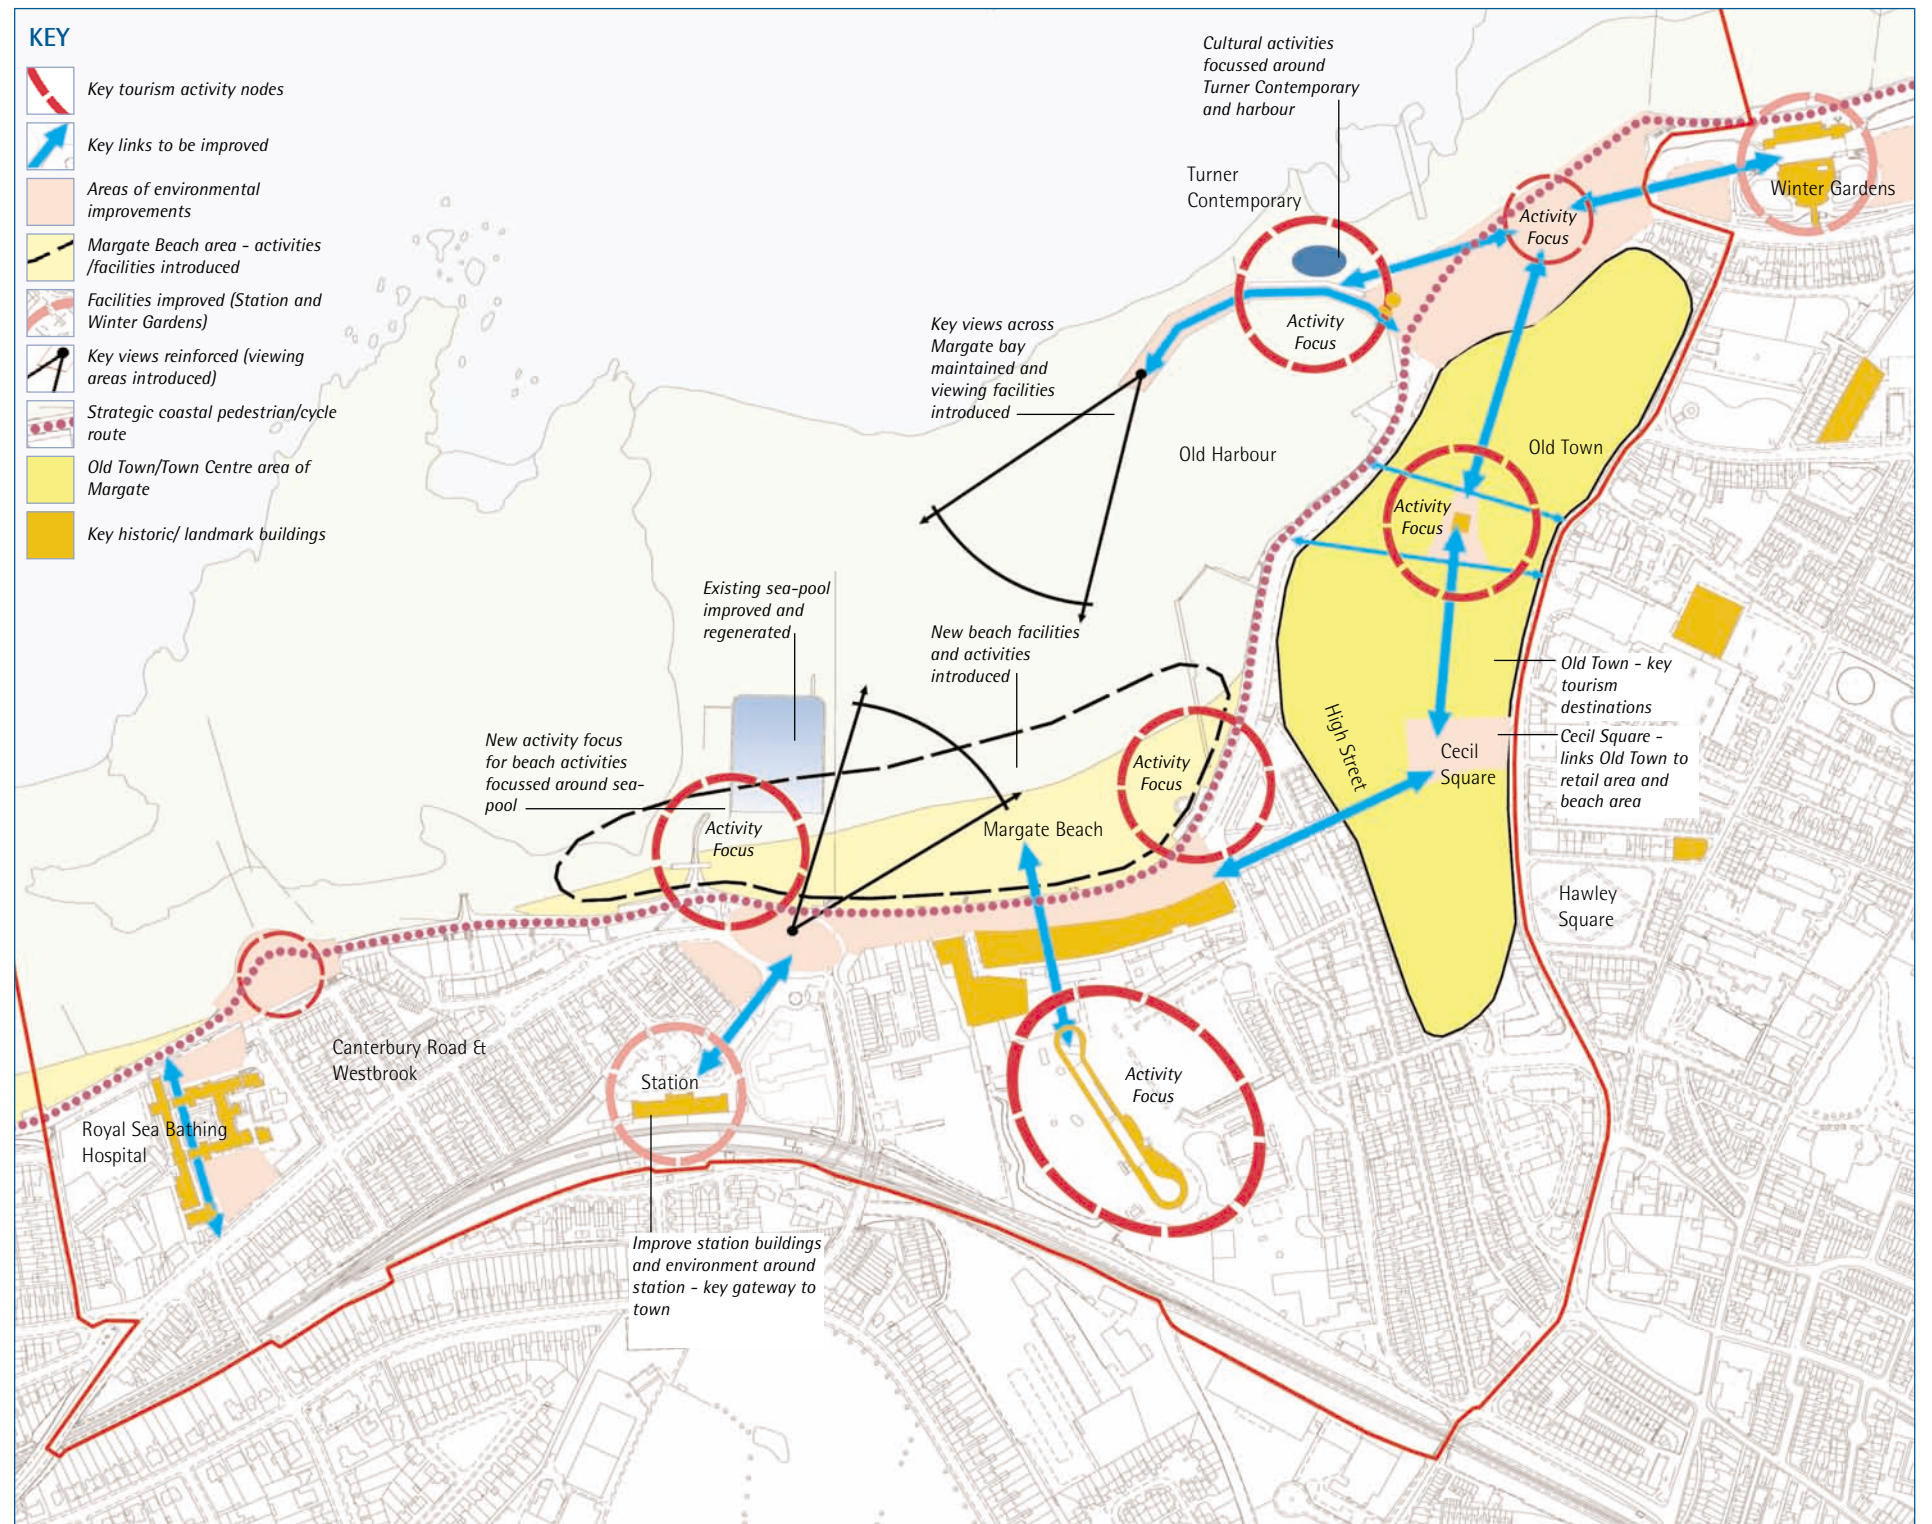 KEY
Key tourism activity nodes
Key links to be improved
Areas of environmental
improvements
Margate Beach area - activities
/facilities introduced
Facilities improved (Station and
Winter Gardens)
Key views reinforced (viewing
areas introduced)
Strategic coastal pedestrian/cycle
route
Old Town/Town Centre area of
Margate
Key historic/ landmark buildings
Cultural activities
focussed around
Turner Contemporary
and harbour
Turner
Contemporary
Winter Gardens
Activity
Focus
Activity
Focus
Key views across
Margate bay
maintained and
viewing facilities
introduced
Old Harbour
Old Town
Activity
Focus
Existing sea-pool
improved and
regenerated
New beach facilities
and activities
introduced
Old Town - key
tourism
destinations
Cecil Square -
links Old Town to
retail area and
beach area
High Street
Cecil
Square
New activity focus
for beach activities
focussed around sea-
pool
Activity
Focus
Activity
Focus
Margate Beach
Hawley
Square
Canterbury Road &
Westbrook
Station
Activity
Focus
Royal Sea Bathing
Hospital
Improve station buildings
and environment around
station - key gateway to
town